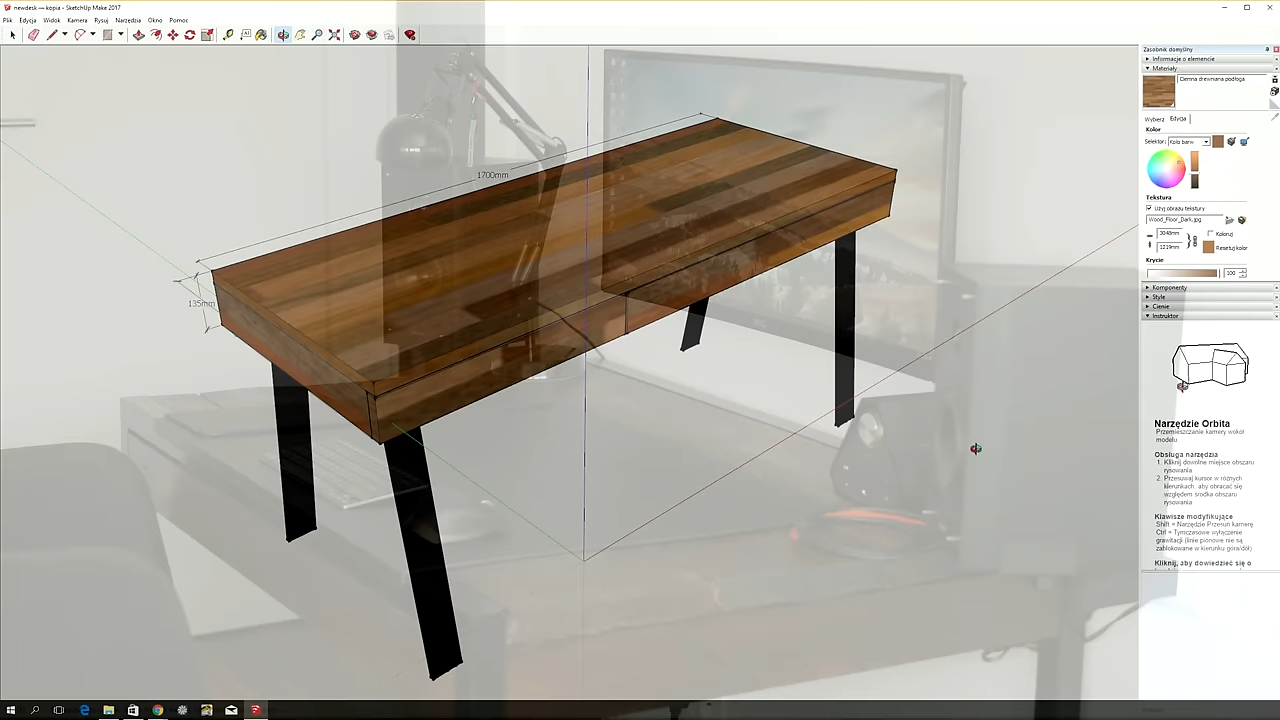 newdesk — kopia - SketchUp Make 2017
Plik Edycja Widok Kamera Rysuj Narzędzia Okno Pomoc
Zasobnik domyślny
Informacje o elemencie
Materiały
Ciemna drewniana podłoga
Wybierz Edycja
Kolor
Selektor: Koło barw
Tekstura
Użyj obrazu tekstury
Wood_Floor_Dark.jpg
3048mm
Koloruj
1219mm
Resetuj kolor
Krycie
100
Komponenty
Style
Cienie
Instruktor
Narzędzie Orbita
Przemieszczanie kamery wokół
modelu
Obsługa narzędzia
1. Kliknij dowolne miejsce obszaru
rysowania.
2. Przesuwaj kursor w różnych
kierunkach, aby obracać się
względem środka obszaru
rysowania.
Klawisze modyfikujące
Shift = Narzędzie Przesuń kamerę
Ctrl = Tymczasowe wyłączenie
grawitacji (linie pionowe nie są
zablokowane w kierunku góra/dół)
Kliknij, aby dowiedzieć się o
1700mm
135mm